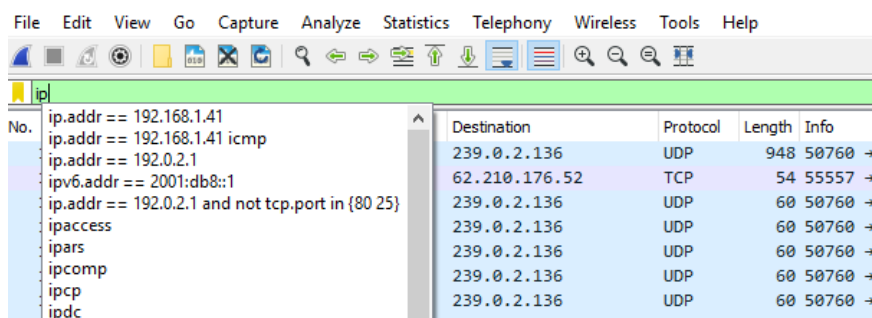 File Edit View Go Capture Analyze Statistics Telephony Wireless Tools Help
ip
No. Destination Protocol Length Info
ip.addr == 192.168.1.41
ip.addr == 192.168.1.41 icmp
ip.addr == 192.0.2.1
ipv6.addr == 2001:db8::1
ip.addr == 192.0.2.1 and not tcp.port in {80 25}
ipaccess
ipars
ipcomp
ipcp
ipdc
239.0.2.136 UDP 948 50760 →
62.210.176.52 TCP 54 55557 →
239.0.2.136 UDP 60 50760 →
239.0.2.136 UDP 60 50760 →
239.0.2.136 UDP 60 50760 →
239.0.2.136 UDP 60 50760 →
239.0.2.136 UDP 60 50760 →